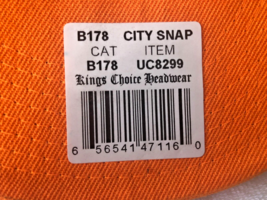 B178 CITY SNAP
CAT ITEM
B178 UC8299
Kings Choice Headwear
6 56541 47116 0